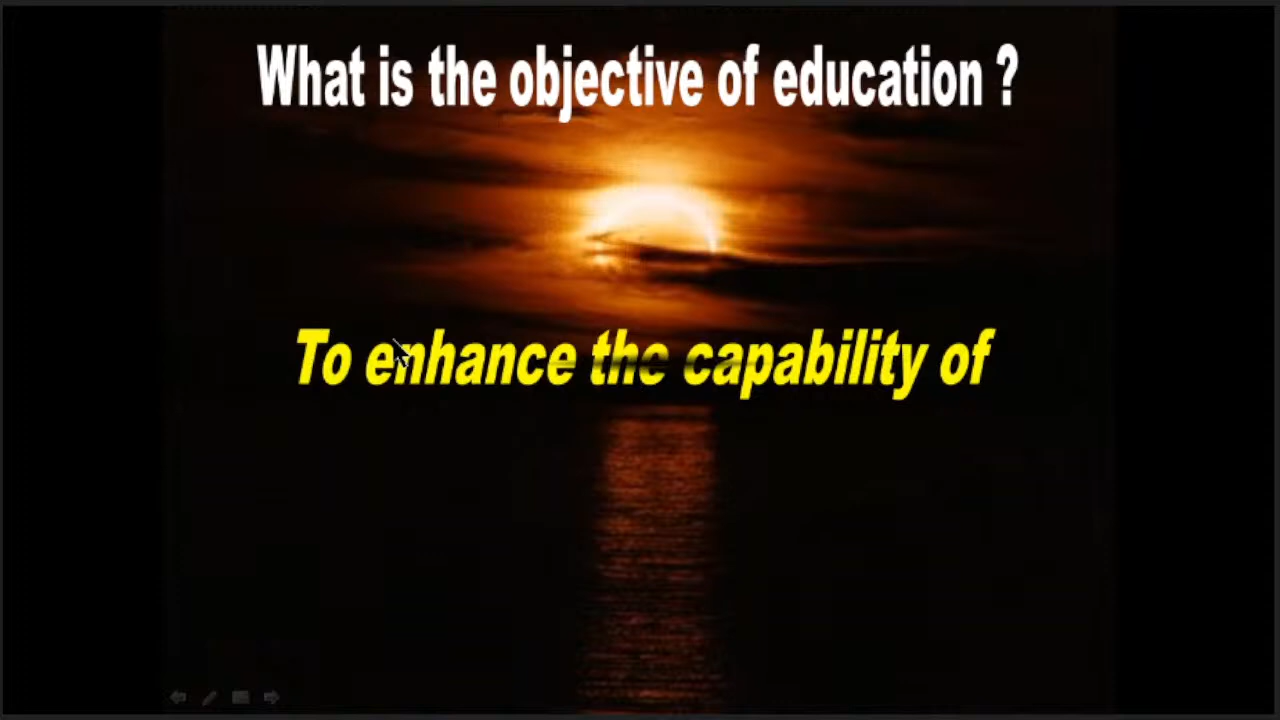 What is the objective of education ?
To enhance the capability of